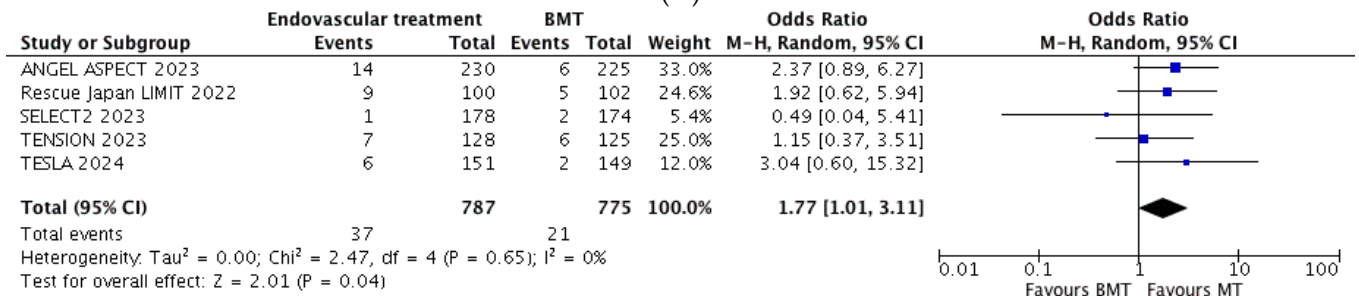 Endovascular treatment BMT Odds Ratio Odds Ratio
Study or Subgroup Events Total Events Total Weight M-H, Random, 95% CI M-H, Random, 95% CI
ANGEL ASPECT 2023 14 230 6 225 33.0% 2.37 [0.89, 6.27]
Rescue Japan LIMIT 2022 9 100 5 102 24.6% 1.92 [0.62, 5.94]
SELECT2 2023 1 178 2 174 5.4% 0.49 [0.04, 5.41]
TENSION 2023 7 128 6 125 25.0% 1.15 [0.37, 3.51]
TESLA 2024 6 151 2 149 12.0% 3.04 [0.60, 15.32]
Total (95% CI) 787 775 100.0% 1.77 [1.01, 3.11]
Total events 37 21
Heterogeneity: Tau² = 0.00; Chi² = 2.47, df = 4 (P = 0.65); I² = 0%
Test for overall effect: Z = 2.01 (P = 0.04)
0.01 0.1 1 10 100
Favours BMT Favours MT